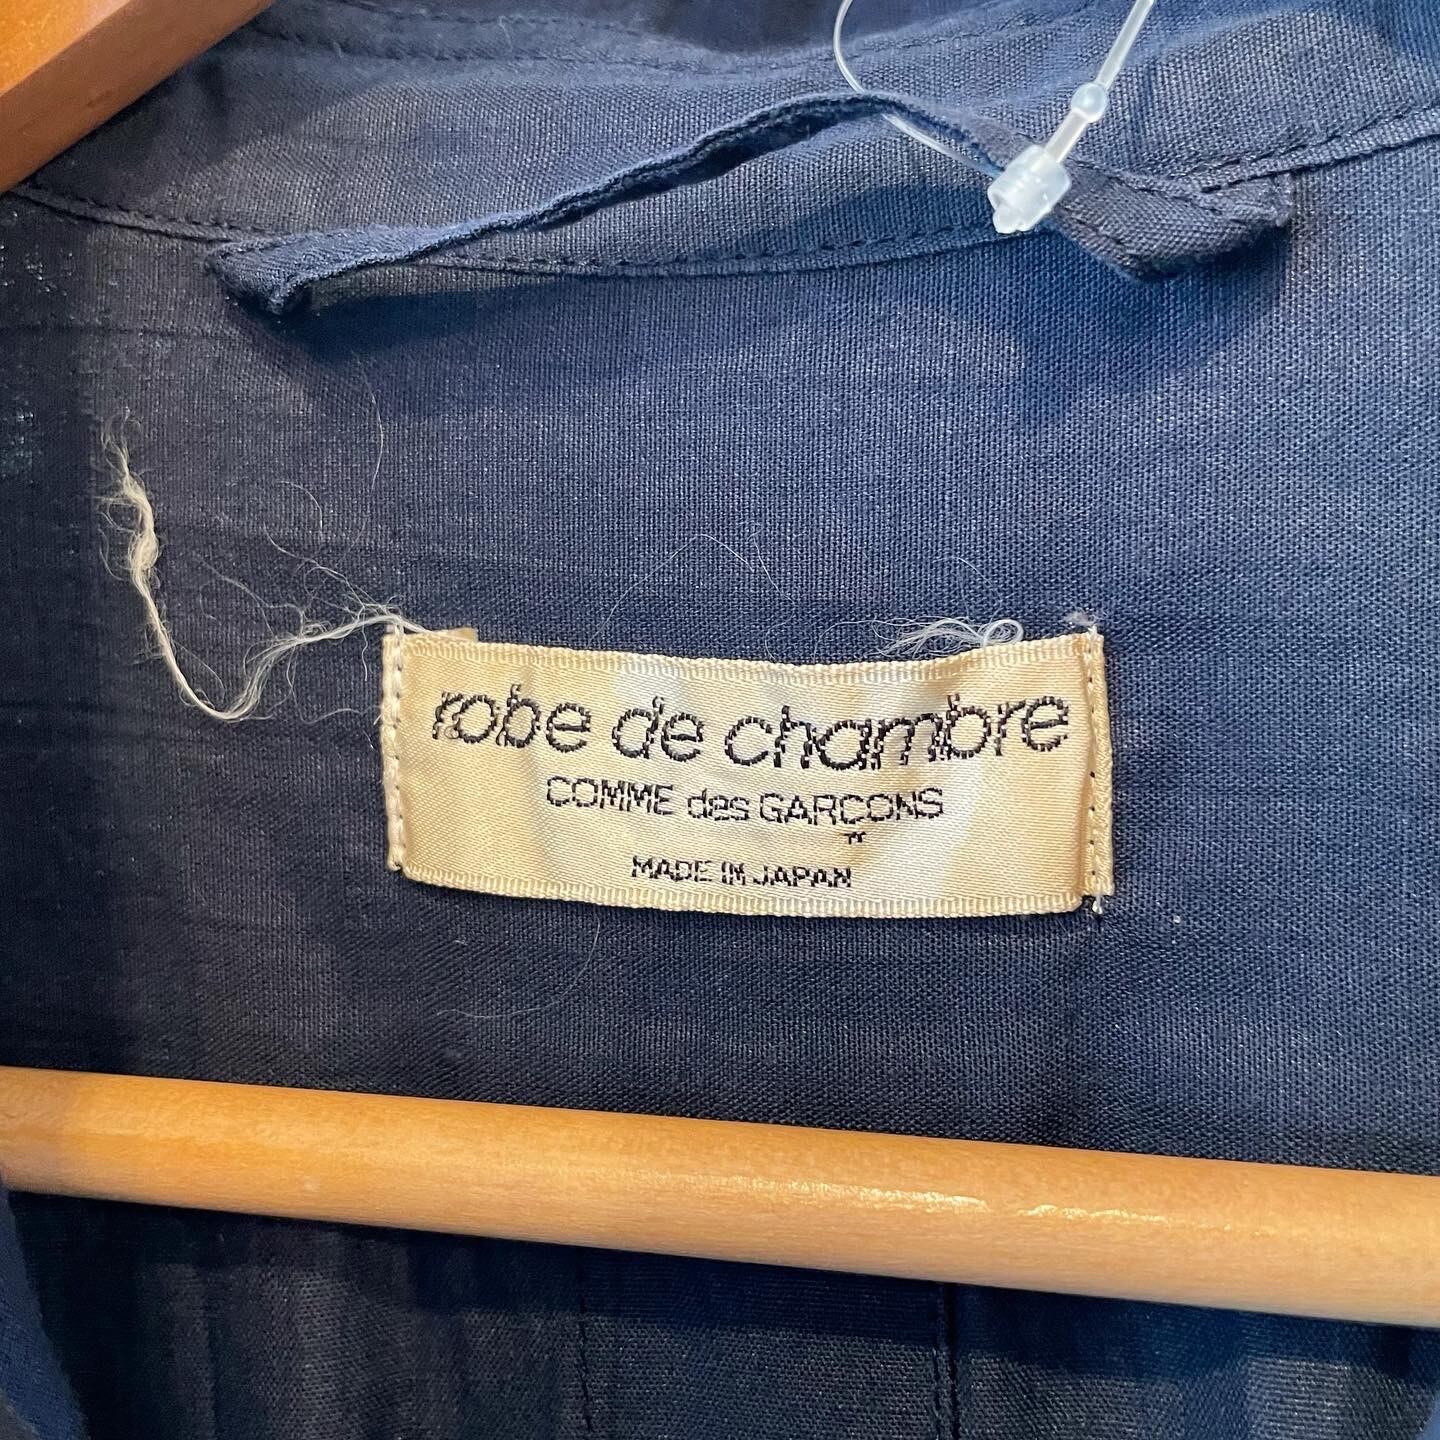 robe de chambre
COMME des GARCONS
MADE IN JAPAN